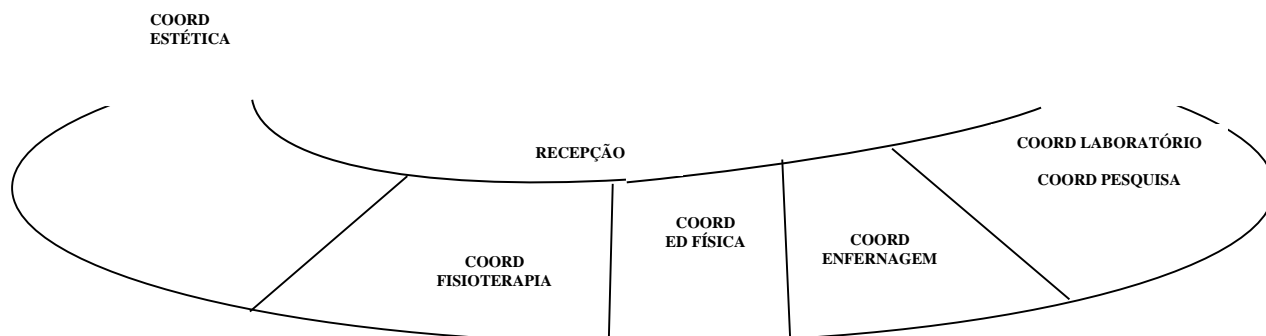 COORD
ESTÉTICA
RECEPÇÃO
COORD LABORATÓRIO
COORD PESQUISA
COORD
ED FÍSICA
COORD
ENFERNAGEM
COORD
FISIOTERAPIA